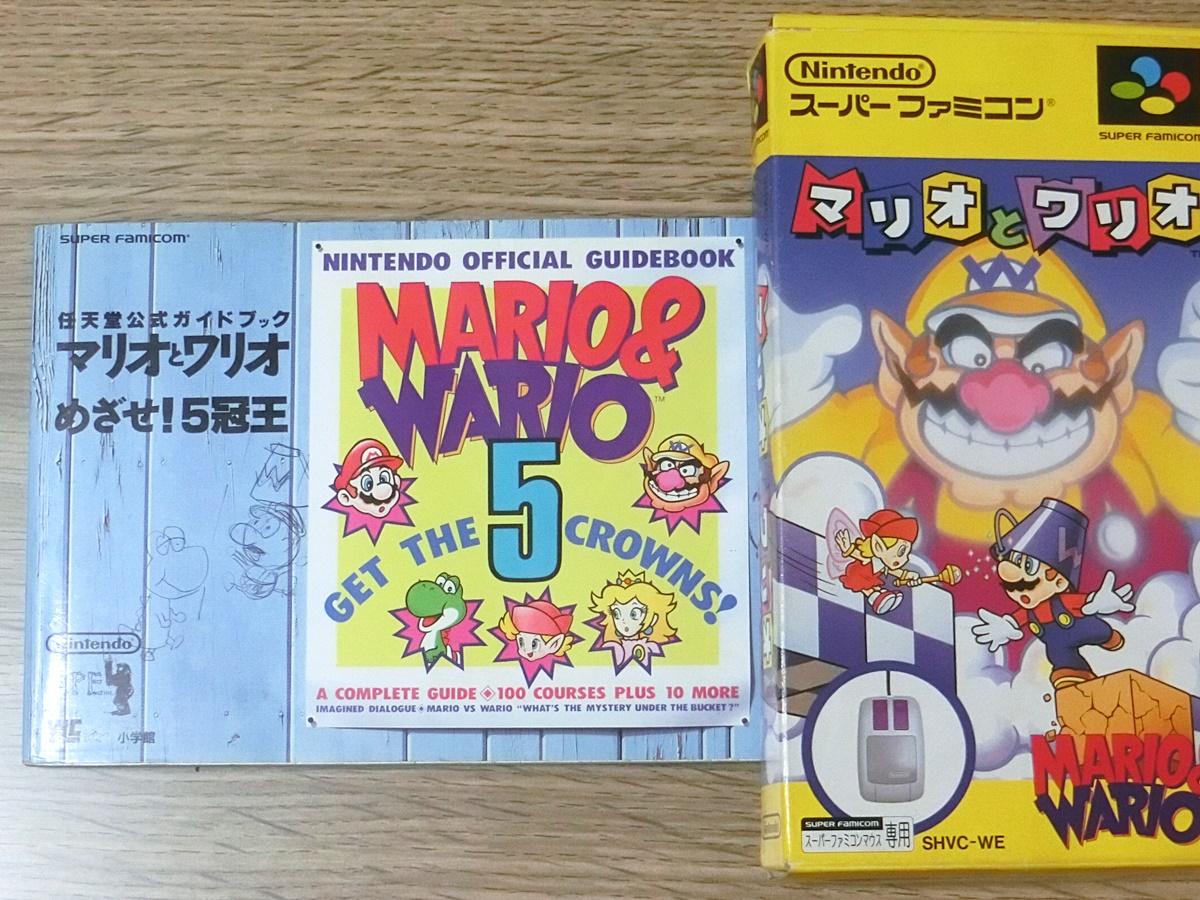 SUPER FAMICOM
任天堂公式ガイドブック
マリオとワリオ
めざせ!5冠王
Nintendo
小学館
NINTENDO OFFICIAL GUIDEBOOK
MARIO&
WARIO™
5
GET THE CROWNS!
A COMPLETE GUIDE◈100 COURSES PLUS 10 MORE
IMAGINED DIALOGUE◈MARIO VS WARIO "WHAT'S THE MYSTERY UNDER THE BUCKET?"
Nintendo®
スーパーファミコン®
SUPER FAMICOM
マリオとワリオ
MARIO&
WARIO
SUPER FAMICOM
スーパーファミコンマウス 専用
SHVC-WE